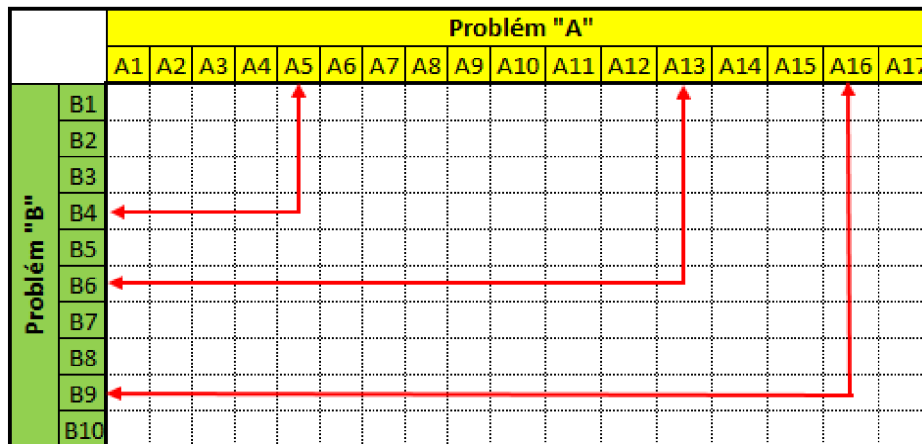 Problém "A"
A1 A2 A3 A4 A5 A6 A7 A8 A9 A10 A11 A12 A13 A14 A15 A16 A17
Problém "B"
B1
B2
B3
B4
B5
B6
B7
B8
B9
B10